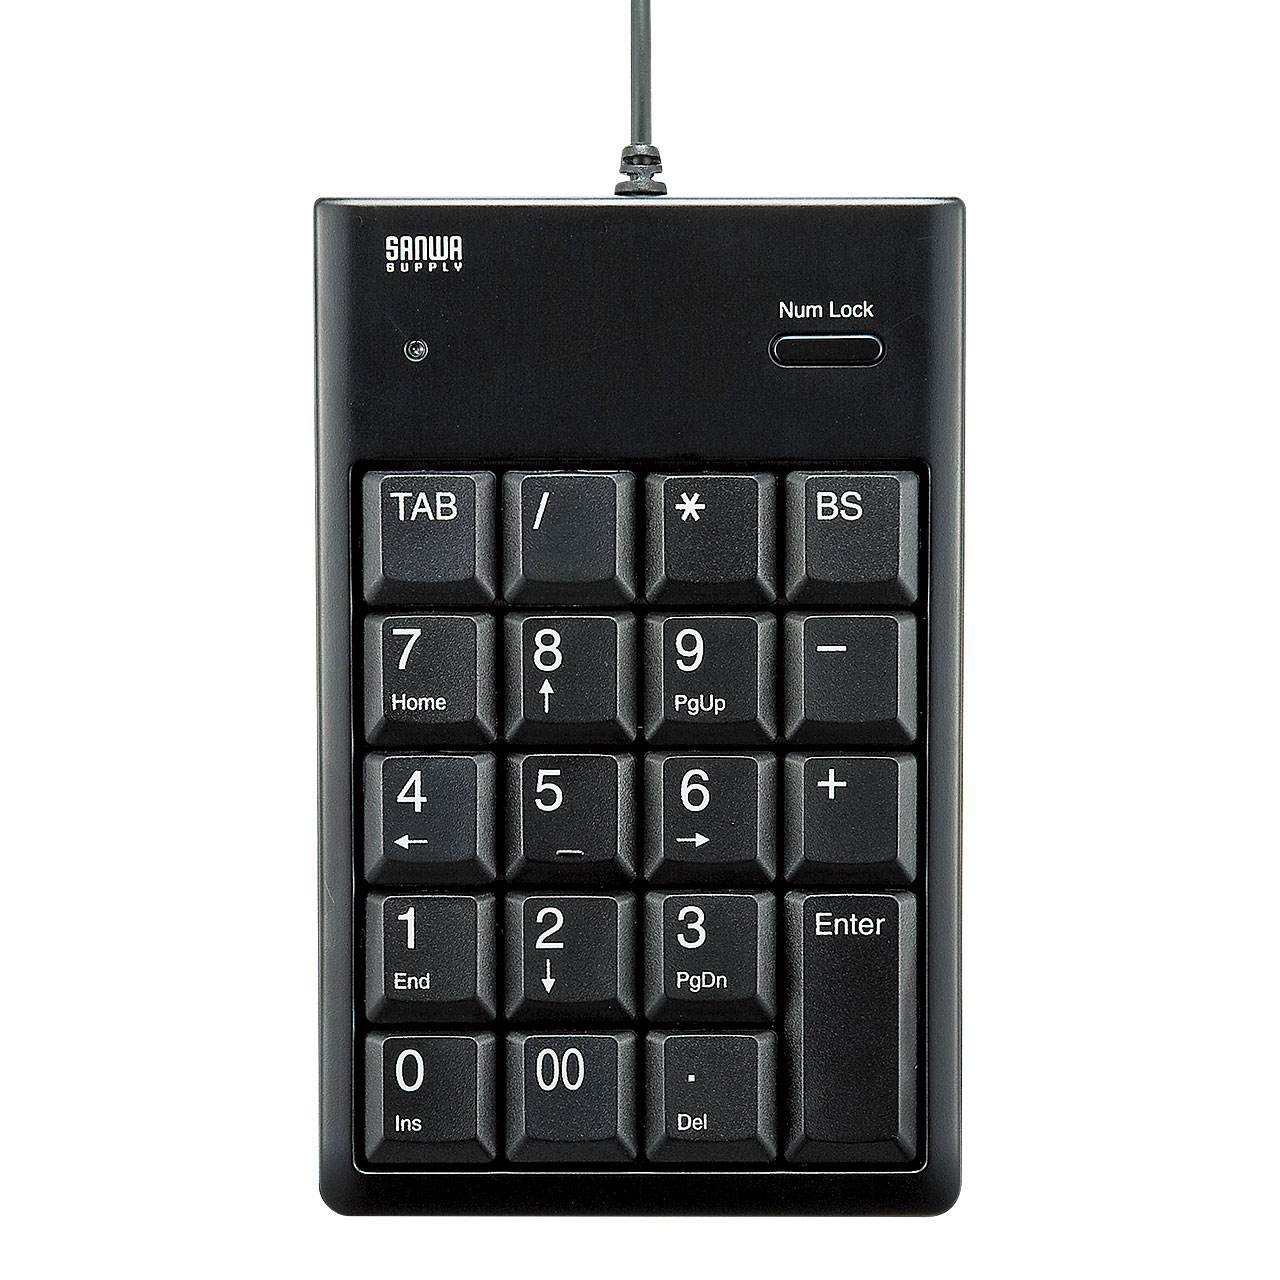 SANWA
SUPPLY
Num Lock
TAB / * BS
7 8 9 −
Home ↑ PgUp
4 5 6 +
← →
1 2 3 Enter
End ↓ PgDn
0 00 .
Ins Del